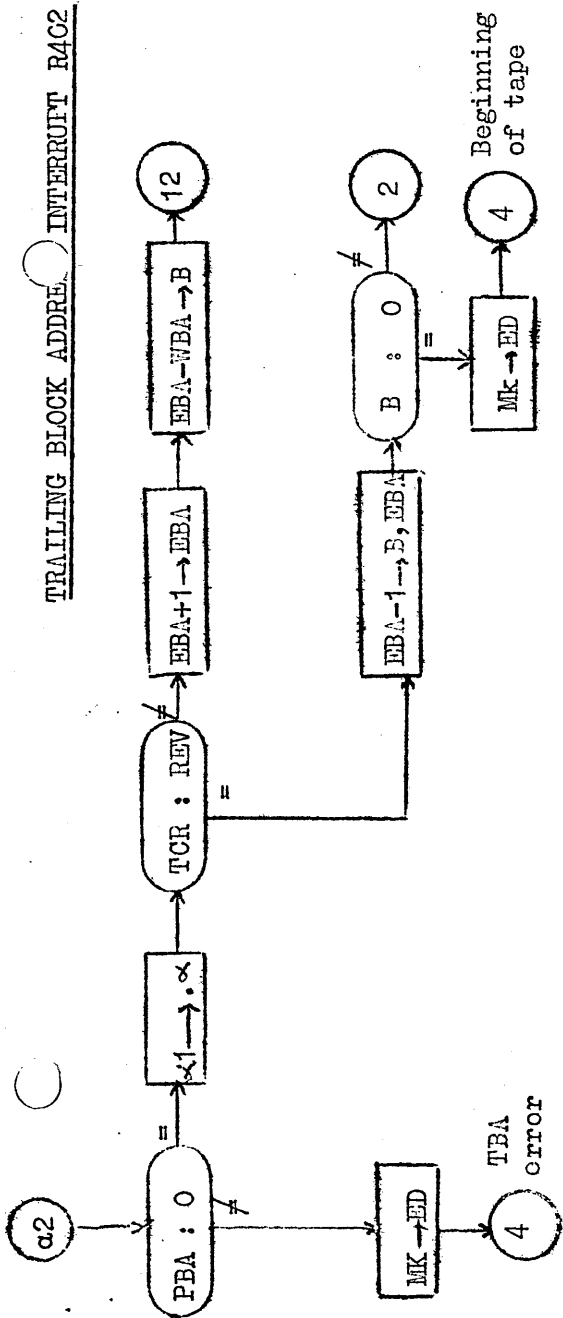 TRAILING BLOCK ADDRE INTERRUPT R4C2
α2
PBA : 0
=
≠
α1→.α
TCR : REV
≠
=
EBA+1→EBA
EBA-WBA→B
12
MK→ED
4
TBA
error
EBA-1→B,EBA
B : 0
≠
=
2
Mk→ED
4
Beginning
of tape